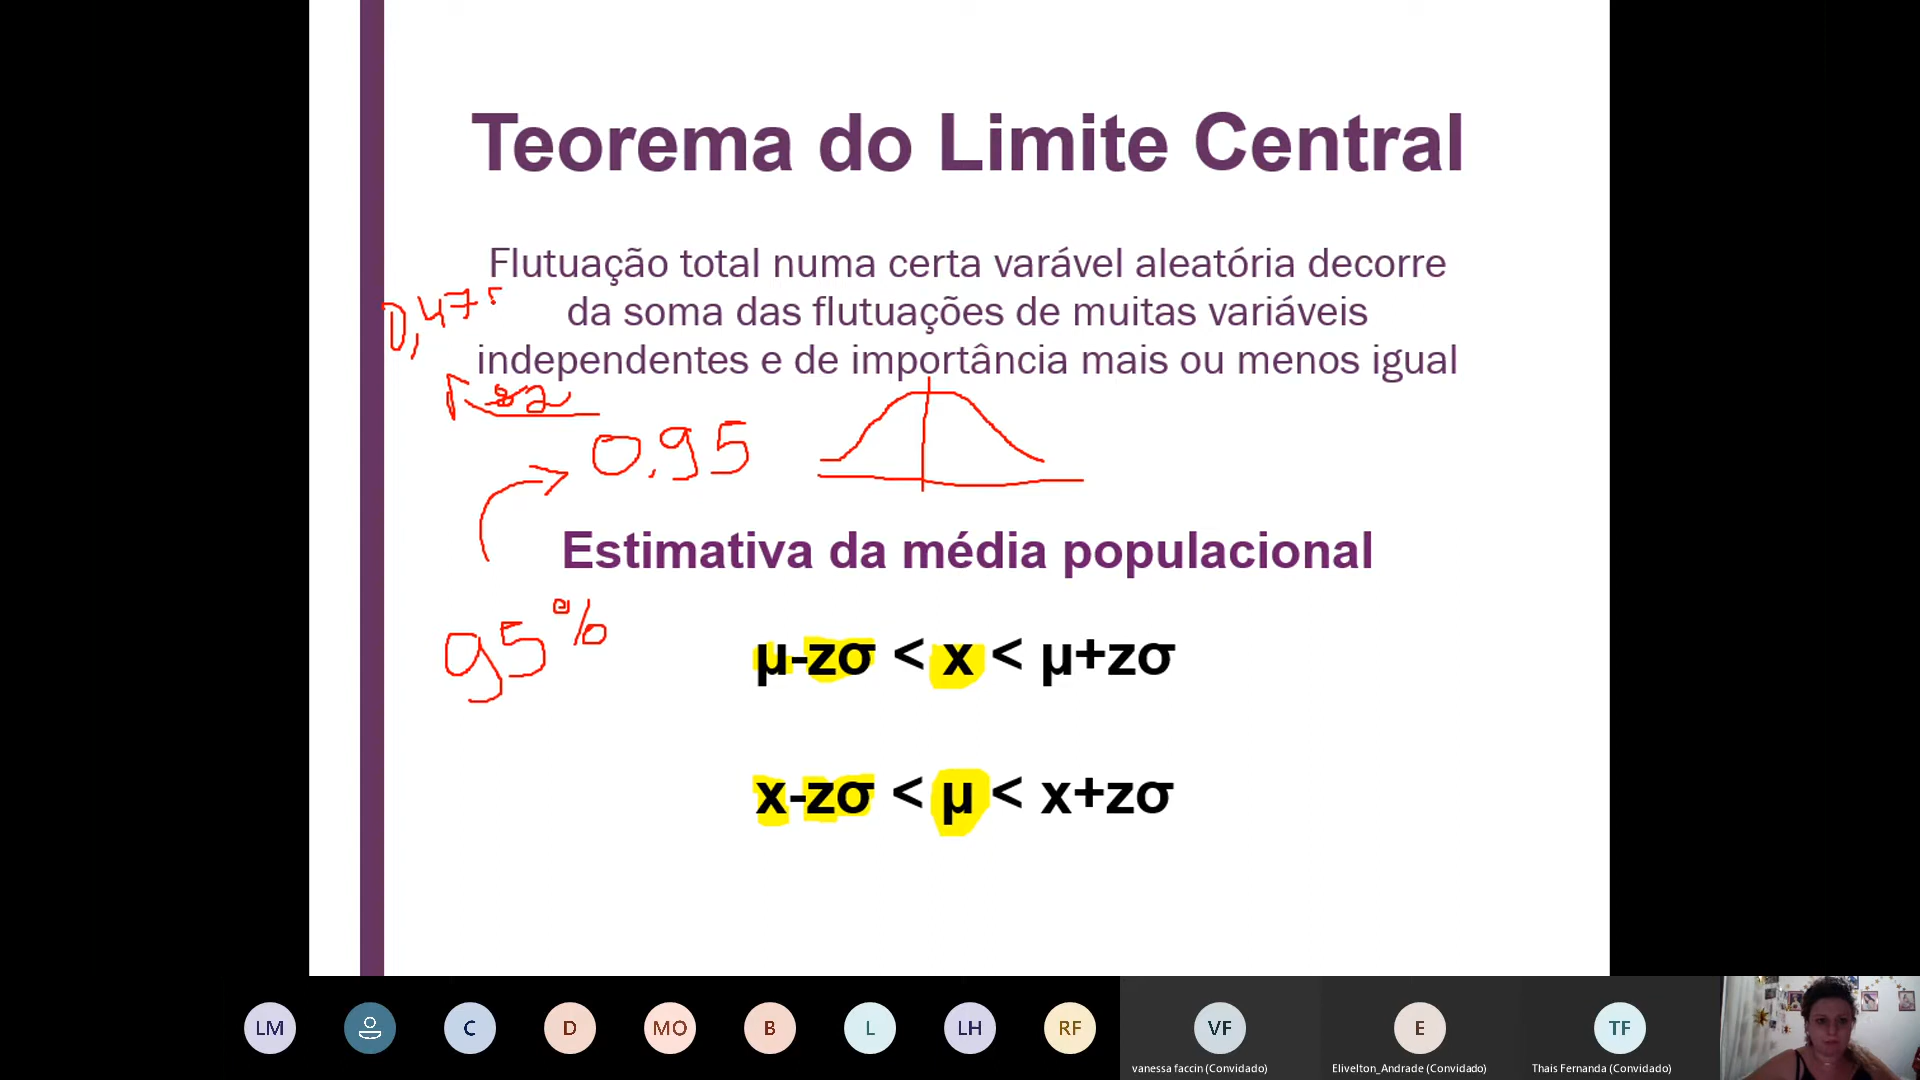 Teorema do Limite Central
Flutuação total numa certa varável aleatória decorre
da soma das flutuações de muitas variáveis
independentes e de importância mais ou menos igual
0,475
0,95
Estimativa da média populacional
95%
µ-zσ < x < µ+zσ
x-zσ < µ < x+zσ
LM
C
D
MO
B
L
LH
RF
VF
E
TF
vanessa faccin (Convidado)
Elivelton_Andrade (Convidado)
Thais Fernanda (Convidado)